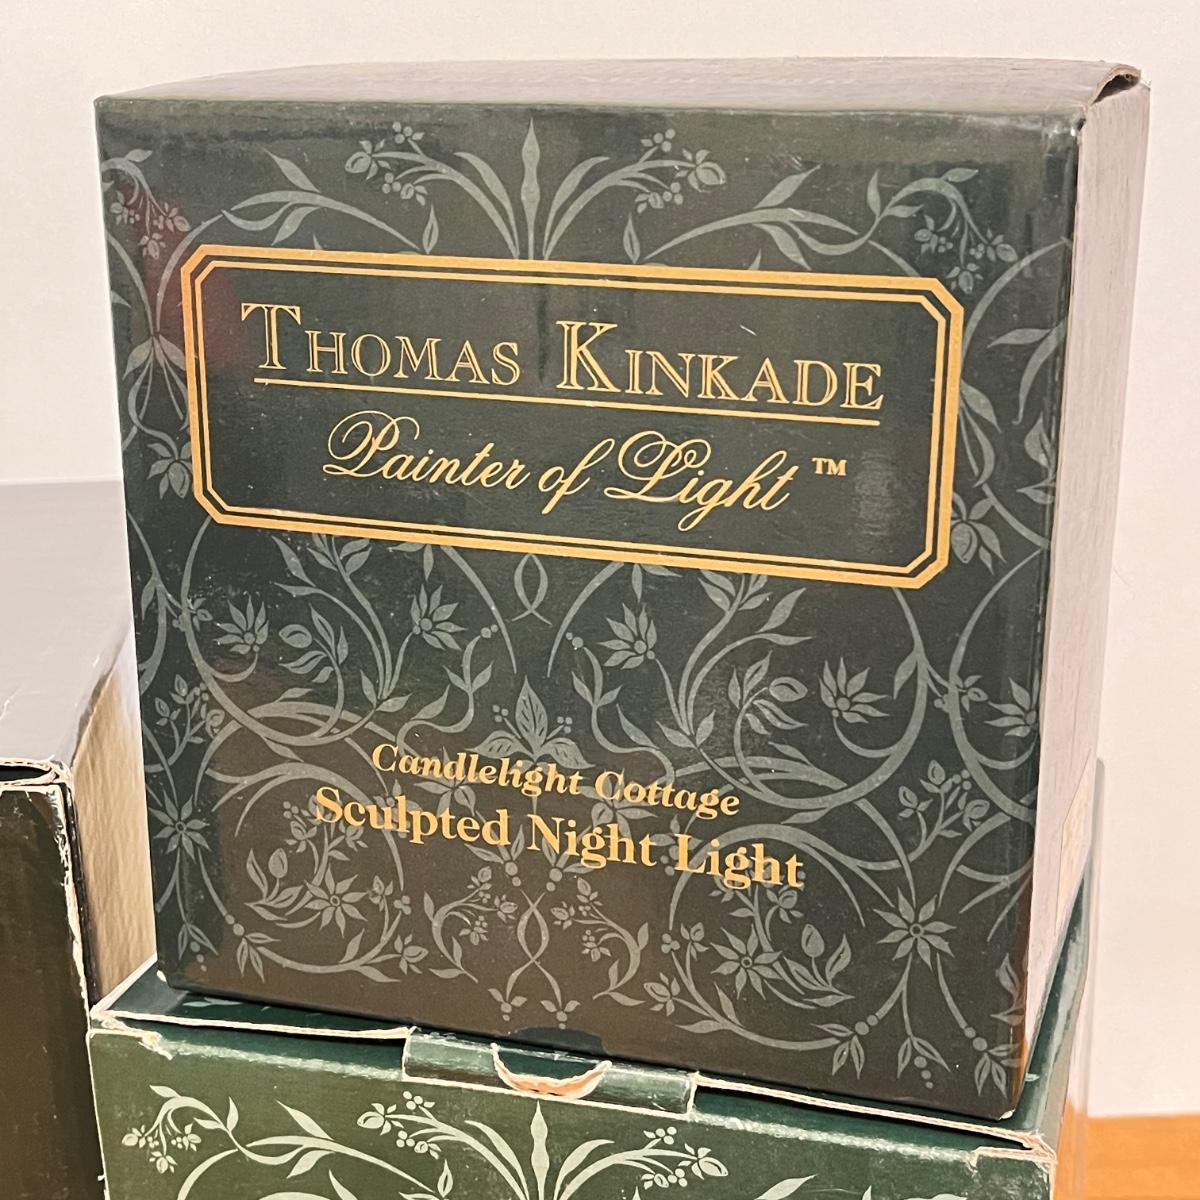 THOMAS KINKADE
Painter of Light™
Candlelight Cottage
Sculpted Night Light